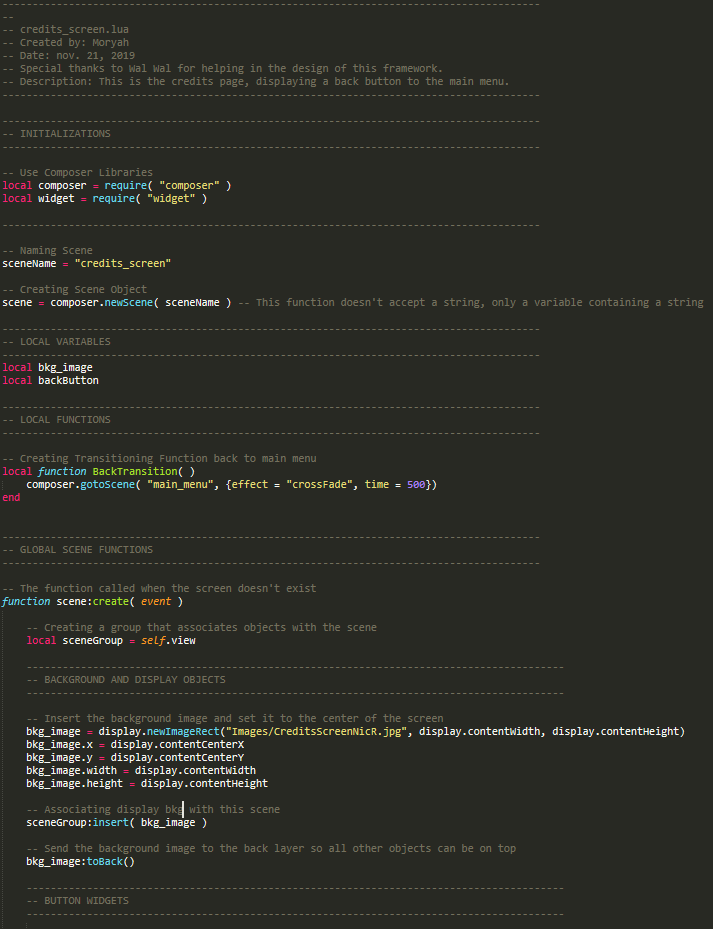 -----------------------------------------------------------------------------------------
--
-- credits_screen.lua
-- Created by: Moryah
-- Date: nov. 21, 2019
-- Special thanks to Wal Wal for helping in the design of this framework.
-- Description: This is the credits page, displaying a back button to the main menu.
-----------------------------------------------------------------------------------------
-----------------------------------------------------------------------------------------
-- INITIALIZATIONS
-----------------------------------------------------------------------------------------
-- Use Composer Libraries
local composer = require( "composer" )
local widget = require( "widget" )
-----------------------------------------------------------------------------------------
-- Naming Scene
sceneName = "credits_screen"
-- Creating Scene Object
scene = composer.newScene( sceneName ) -- This function doesn't accept a string, only a variable containing a string
-----------------------------------------------------------------------------------------
-- LOCAL VARIABLES
-----------------------------------------------------------------------------------------
local bkg_image
local backButton
-----------------------------------------------------------------------------------------
-- LOCAL FUNCTIONS
-----------------------------------------------------------------------------------------
-- Creating Transitioning Function back to main menu
local function BackTransition( )
    composer.gotoScene( "main_menu", {effect = "crossFade", time = 500})
end
-----------------------------------------------------------------------------------------
-- GLOBAL SCENE FUNCTIONS
-----------------------------------------------------------------------------------------
-- The function called when the screen doesn't exist
function scene:create( event )
    -- Creating a group that associates objects with the scene
    local sceneGroup = self.view
    -----------------------------------------------------------------------------------------
    -- BACKGROUND AND DISPLAY OBJECTS
    -----------------------------------------------------------------------------------------
    -- Insert the background image and set it to the center of the screen
    bkg_image = display.newImageRect("Images/CreditsScreenNicR.jpg", display.contentWidth, display.contentHeight)
    bkg_image.x = display.contentCenterX
    bkg_image.y = display.contentCenterY
    bkg_image.width = display.contentWidth
    bkg_image.height = display.contentHeight
    -- Associating display bkg with this scene
    sceneGroup:insert( bkg_image )
    -- Send the background image to the back layer so all other objects can be on top
    bkg_image:toBack()
    -----------------------------------------------------------------------------------------
    -- BUTTON WIDGETS
    -----------------------------------------------------------------------------------------